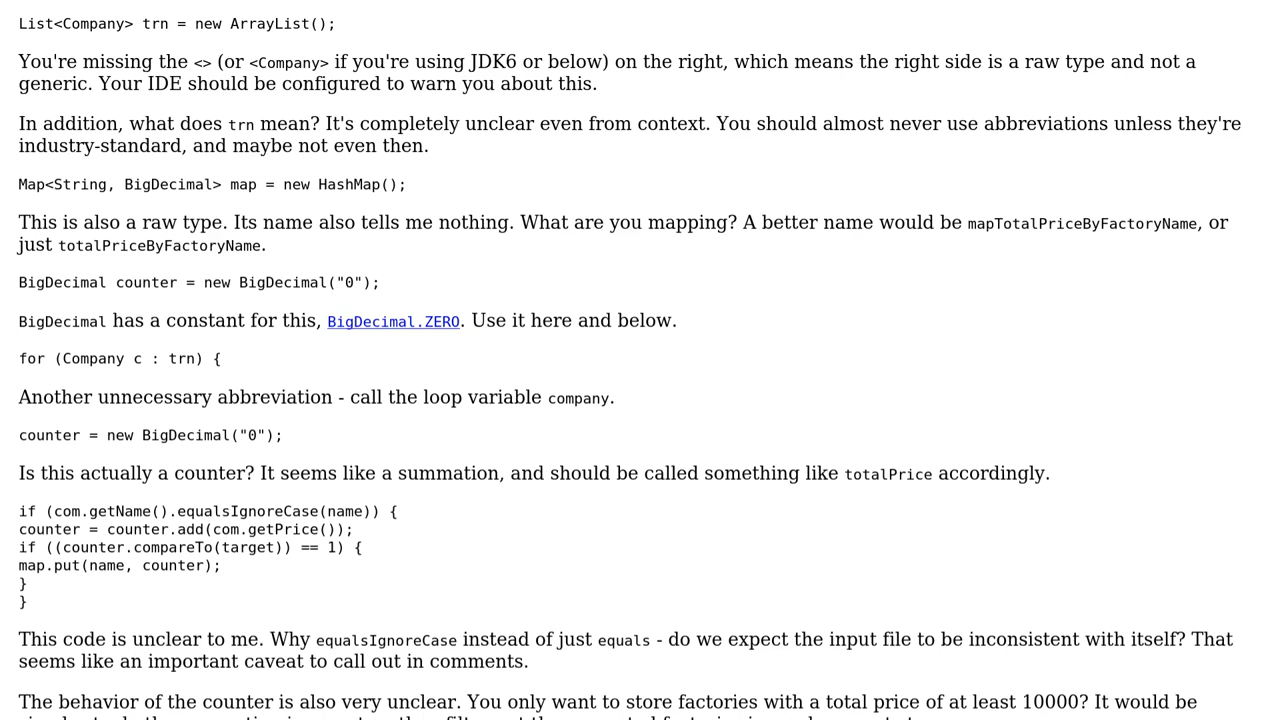 List<Company> trn = new ArrayList();
You're missing the <> (or <Company> if you're using JDK6 or below) on the right, which means the right side is a raw type and not a
generic. Your IDE should be configured to warn you about this.
In addition, what does trn mean? It's completely unclear even from context. You should almost never use abbreviations unless they're
industry-standard, and maybe not even then.
Map<String, BigDecimal> map = new HashMap();
This is also a raw type. Its name also tells me nothing. What are you mapping? A better name would be mapTotalPriceByFactoryName, or
just totalPriceByFactoryName.
BigDecimal counter = new BigDecimal("0");
BigDecimal has a constant for this, BigDecimal.ZERO. Use it here and below.
for (Company c : trn) {
Another unnecessary abbreviation - call the loop variable company.
counter = new BigDecimal("0");
Is this actually a counter? It seems like a summation, and should be called something like totalPrice accordingly.
if (com.getName().equalsIgnoreCase(name)) {
counter = counter.add(com.getPrice());
if ((counter.compareTo(target)) == 1) {
map.put(name, counter);
}
}
This code is unclear to me. Why equalsIgnoreCase instead of just equals - do we expect the input file to be inconsistent with itself? That
seems like an important caveat to call out in comments.
The behavior of the counter is also very unclear. You only want to store factories with a total price of at least 10000? It would be